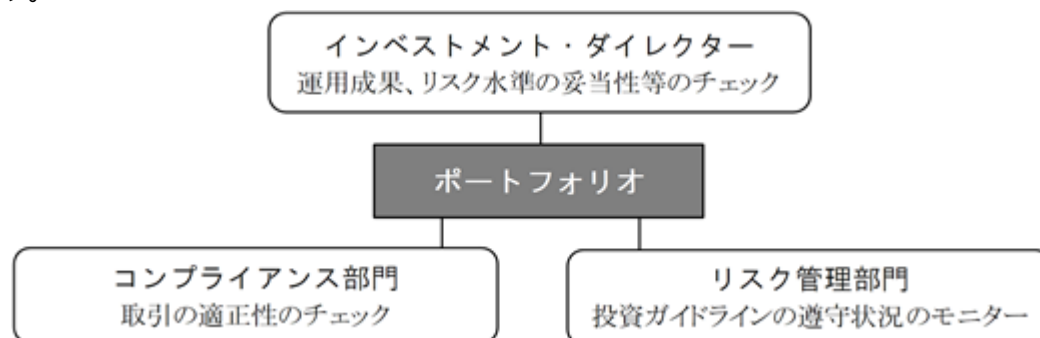 す。
インベストメント・ダイレクター
運用成果、リスク水準の妥当性等のチェック
ポートフォリオ
コンプライアンス部門
取引の適正性のチェック
リスク管理部門
投資ガイドラインの遵守状況のモニター